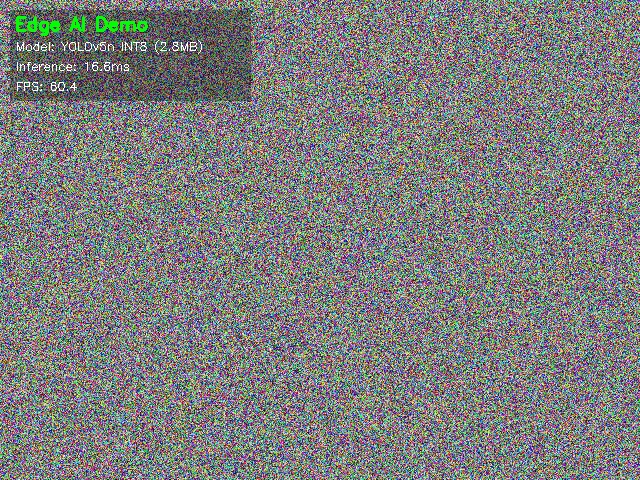 Edge AI Demo
Model: YOLOv5n INT8 (2.8MB)
Inference: 16.6ms
FPS: 60.4